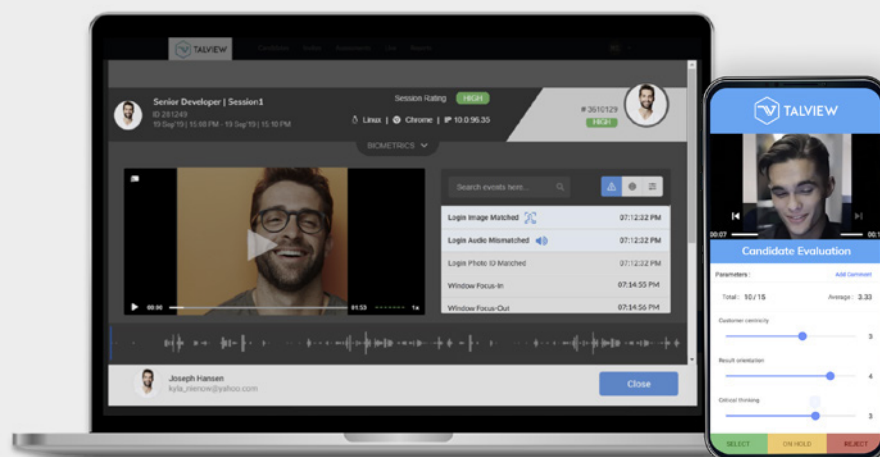 TALVIEW
Candidates
Reports
Senior Developer | Session1
ID 281249
19 Sep'19 | 15:00 PM - 19 Sep'19 | 15:10 PM
Session Rating HIGH
Linux | Chrome | IP 10.0.96.35
# 3610129
HIGH
BIOMETRICS
Search events here...
Login Image Matched 07:12:32 PM
Login Audio Mismatched 07:12:32 PM
Login Photo ID Matched 07:12:32 PM
Window Focus-In 07:14:55 PM
Window Focus-Out 07:14:56 PM
00:00
01:53
1x
Joseph Hansen
kyla_nienow@yahoo.com
Close
TALVIEW
00:07
Candidate Evaluation
Parameters :
Add Comment
Total : 10 / 15
Average : 3.33
Customer centricity
3
Result orientation
4
Critical thinking
3
SELECT
ON HOLD
REJECT